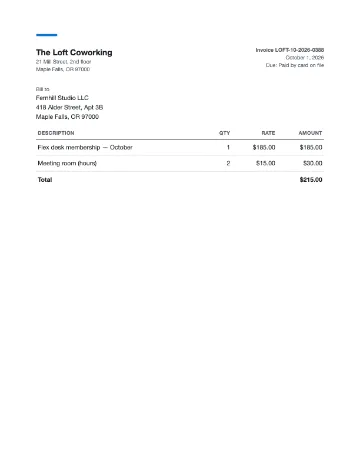 The Loft Coworking
21 Mill Street, 2nd floor
Maple Falls, OR 97000
Invoice LOFT-10-2026-0388
October 1, 2026
Due: Paid by card on file
Bill to
Fernhill Studio LLC
418 Alder Street, Apt 3B
Maple Falls, OR 97000
DESCRIPTION QTY RATE AMOUNT
Flex desk membership — October 1 $185.00 $185.00
Meeting room (hours) 2 $15.00 $30.00
Total $215.00